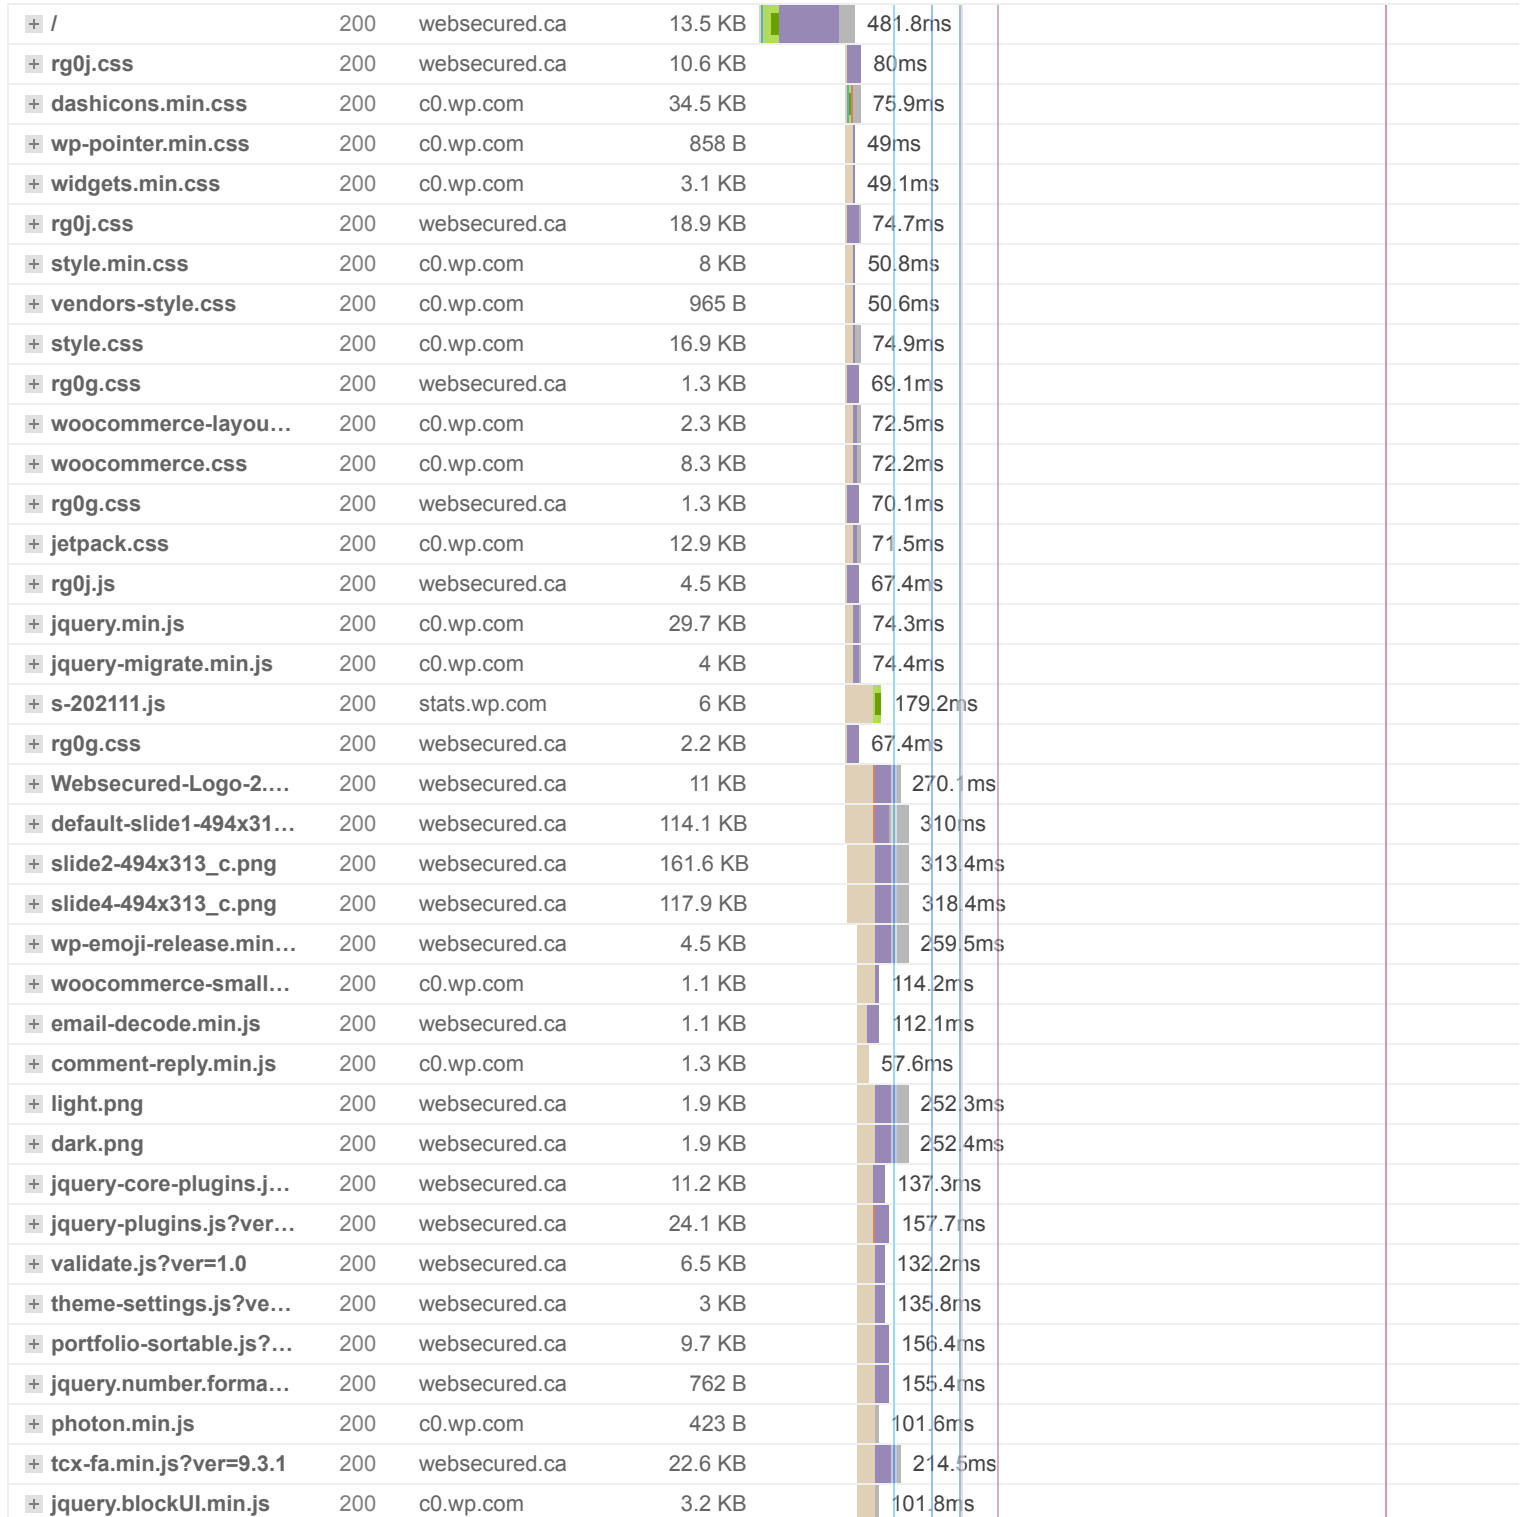 / 200 websecured.ca 13.5 KB 481.8ms
rg0j.css 200 websecured.ca 10.6 KB 80ms
dashicons.min.css 200 c0.wp.com 34.5 KB 75.9ms
wp-pointer.min.css 200 c0.wp.com 858 B 49ms
widgets.min.css 200 c0.wp.com 3.1 KB 49.1ms
rg0j.css 200 websecured.ca 18.9 KB 74.7ms
style.min.css 200 c0.wp.com 8 KB 50.8ms
vendors-style.css 200 c0.wp.com 965 B 50.6ms
style.css 200 c0.wp.com 16.9 KB 74.9ms
rg0g.css 200 websecured.ca 1.3 KB 69.1ms
woocommerce-layou... 200 c0.wp.com 2.3 KB 72.5ms
woocommerce.css 200 c0.wp.com 8.3 KB 72.2ms
rg0g.css 200 websecured.ca 1.3 KB 70.1ms
jetpack.css 200 c0.wp.com 12.9 KB 71.5ms
rg0j.js 200 websecured.ca 4.5 KB 67.4ms
jquery.min.js 200 c0.wp.com 29.7 KB 74.3ms
jquery-migrate.min.js 200 c0.wp.com 4 KB 74.4ms
s-202111.js 200 stats.wp.com 6 KB 179.2ms
rg0g.css 200 websecured.ca 2.2 KB 67.4ms
Websecured-Logo-2.... 200 websecured.ca 11 KB 270.1ms
default-slide1-494x31... 200 websecured.ca 114.1 KB 310ms
slide2-494x313_c.png 200 websecured.ca 161.6 KB 313.4ms
slide4-494x313_c.png 200 websecured.ca 117.9 KB 318.4ms
wp-emoji-release.min... 200 websecured.ca 4.5 KB 259.5ms
woocommerce-small... 200 c0.wp.com 1.1 KB 114.2ms
email-decode.min.js 200 websecured.ca 1.1 KB 112.1ms
comment-reply.min.js 200 c0.wp.com 1.3 KB 57.6ms
light.png 200 websecured.ca 1.9 KB 252.3ms
dark.png 200 websecured.ca 1.9 KB 252.4ms
jquery-core-plugins.j... 200 websecured.ca 11.2 KB 137.3ms
jquery-plugins.js?ver... 200 websecured.ca 24.1 KB 157.7ms
validate.js?ver=1.0 200 websecured.ca 6.5 KB 132.2ms
theme-settings.js?ve... 200 websecured.ca 3 KB 135.8ms
portfolio-sortable.js?... 200 websecured.ca 9.7 KB 156.4ms
jquery.number.forma... 200 websecured.ca 762 B 155.4ms
photon.min.js 200 c0.wp.com 423 B 101.6ms
tcx-fa.min.js?ver=9.3.1 200 websecured.ca 22.6 KB 214.5ms
jquery.blockUI.min.js 200 c0.wp.com 3.2 KB 101.8ms